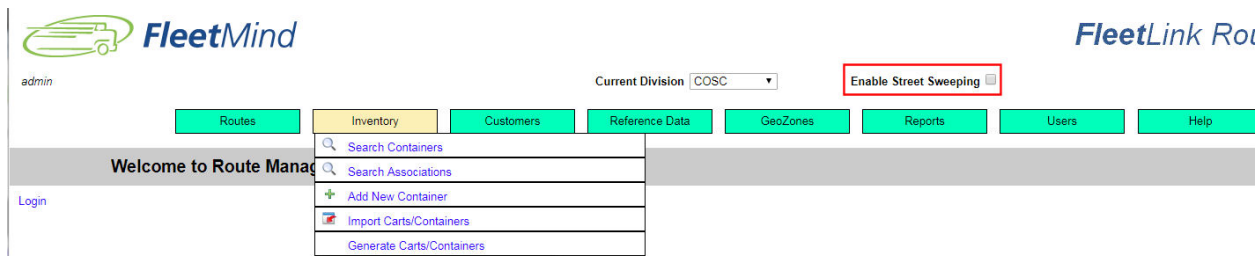 FleetMind
FleetLink Rou
admin
Current Division COSC
Enable Street Sweeping
Routes Inventory Customers Reference Data GeoZones Reports Users Help
Search Containers
Welcome to Route Manag
Search Associations
Login
Add New Container
Import Carts/Containers
Generate Carts/Containers